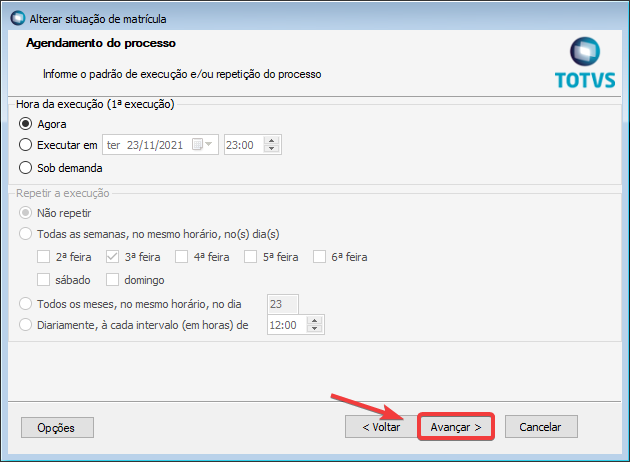 Alterar situação de matrícula
Agendamento do processo
Informe o padrão de execução e/ou repetição do processo
TOTVS
Hora da execução (1ª execução)
Agora
Executar em ter 23/11/2021 23:00
Sob demanda
Repetir a execução
Não repetir
Todas as semanas, no mesmo horário, no(s) dia(s)
2ª feira 3ª feira 4ª feira 5ª feira 6ª feira
sábado domingo
Todos os meses, no mesmo horário, no dia 23
Diariamente, à cada intervalo (em horas) de 12:00
Opções < Voltar Avançar > Cancelar